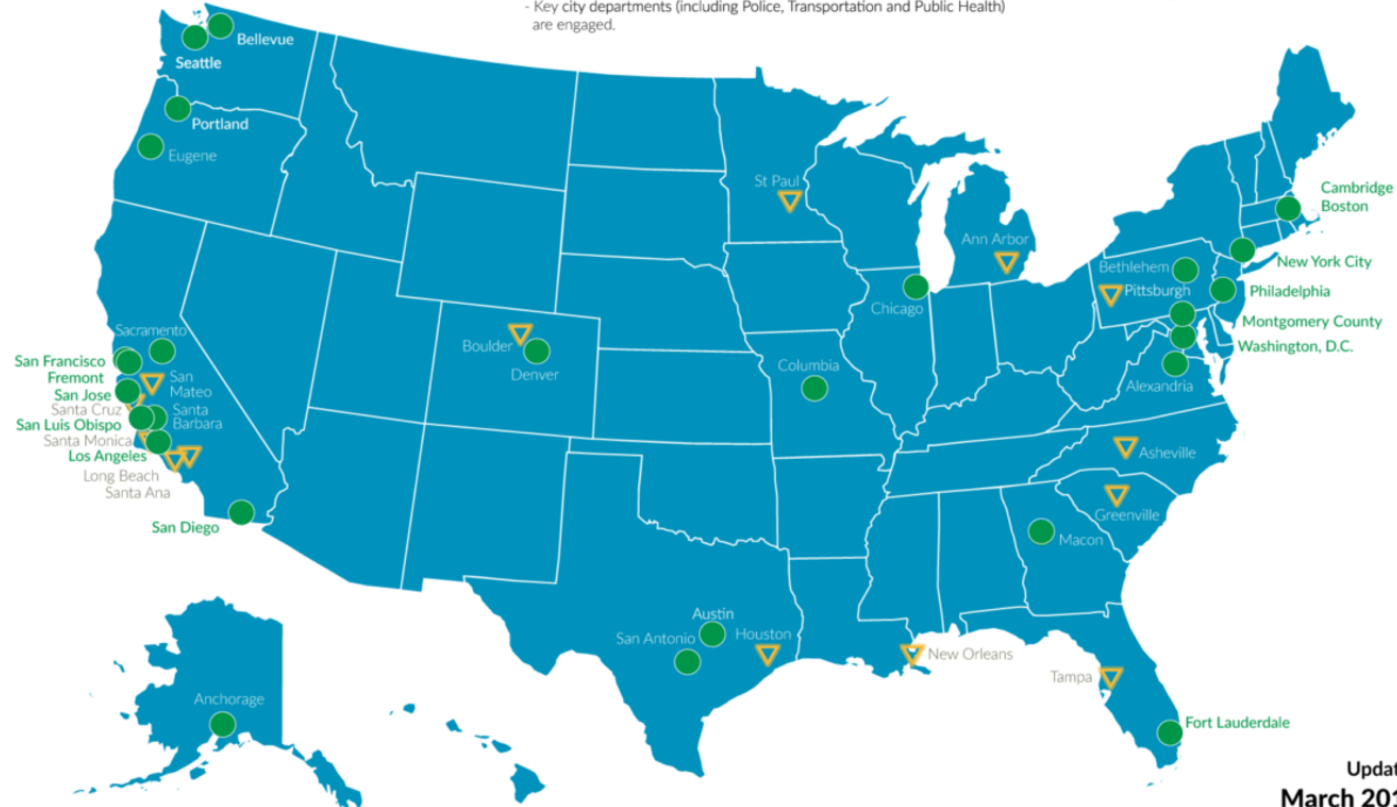 - Key city departments (including Police, Transportation and Public Health)
are engaged.
Bellevue
Seattle
Portland
Eugene
St Paul
Ann Arbor
Cambridge
Boston
New York City
Bethlehem
Pittsburgh
Philadelphia
Chicago
Montgomery County
Washington, D.C.
Alexandria
Sacramento
San Francisco
Fremont
San
Mateo
San Jose
Santa Cruz
Santa
Barbara
San Luis Obispo
Santa Monica
Los Angeles
Long Beach
Santa Ana
San Diego
Boulder
Denver
Columbia
Asheville
Greenville
Macon
Austin
San Antonio
Houston
New Orleans
Tampa
Fort Lauderdale
Anchorage
Updat
March 201